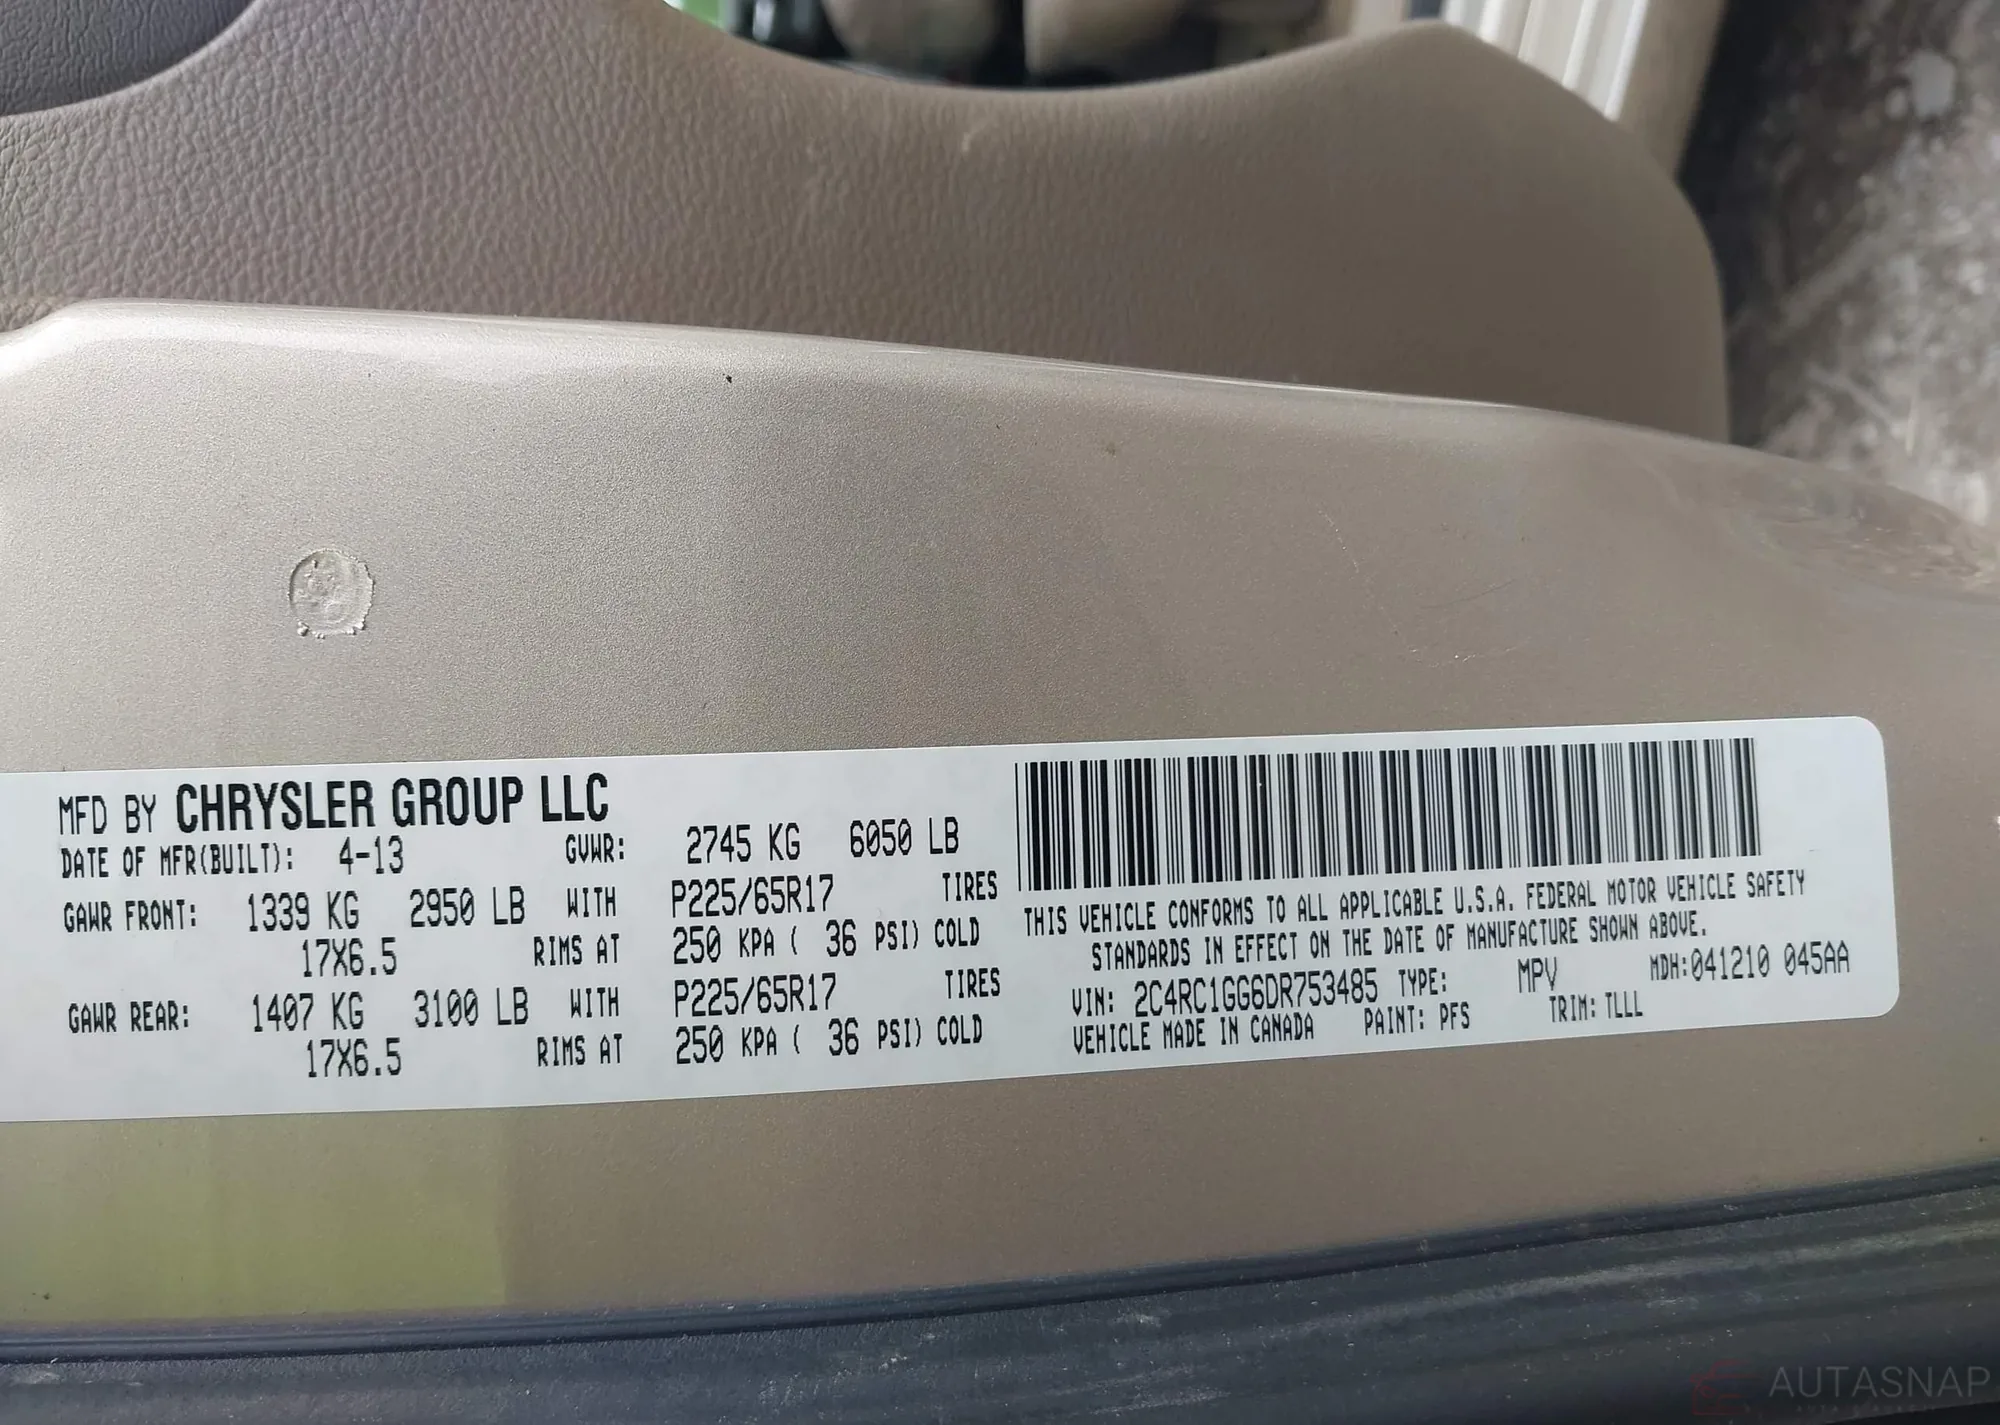 MFD BY CHRYSLER GROUP LLC
DATE OF MFR(BUILT): 4-13 GVWR: 2745 KG 6050 LB
GAWR FRONT: 1339 KG 2950 LB WITH P225/65R17 TIRES
17X6.5 RIMS AT 250 KPA ( 36 PSI) COLD
GAWR REAR: 1407 KG 3100 LB WITH P225/65R17 TIRES
17X6.5 RIMS AT 250 KPA ( 36 PSI) COLD
THIS VEHICLE CONFORMS TO ALL APPLICABLE U.S.A. FEDERAL MOTOR VEHICLE SAFETY
STANDARDS IN EFFECT ON THE DATE OF MANUFACTURE SHOWN ABOVE.
VIN: 2C4RC1GG6DR753485 TYPE: MPV MDH:041210 045AA
VEHICLE MADE IN CANADA PAINT: PFS TRIM: TLLL
AUTASNAP